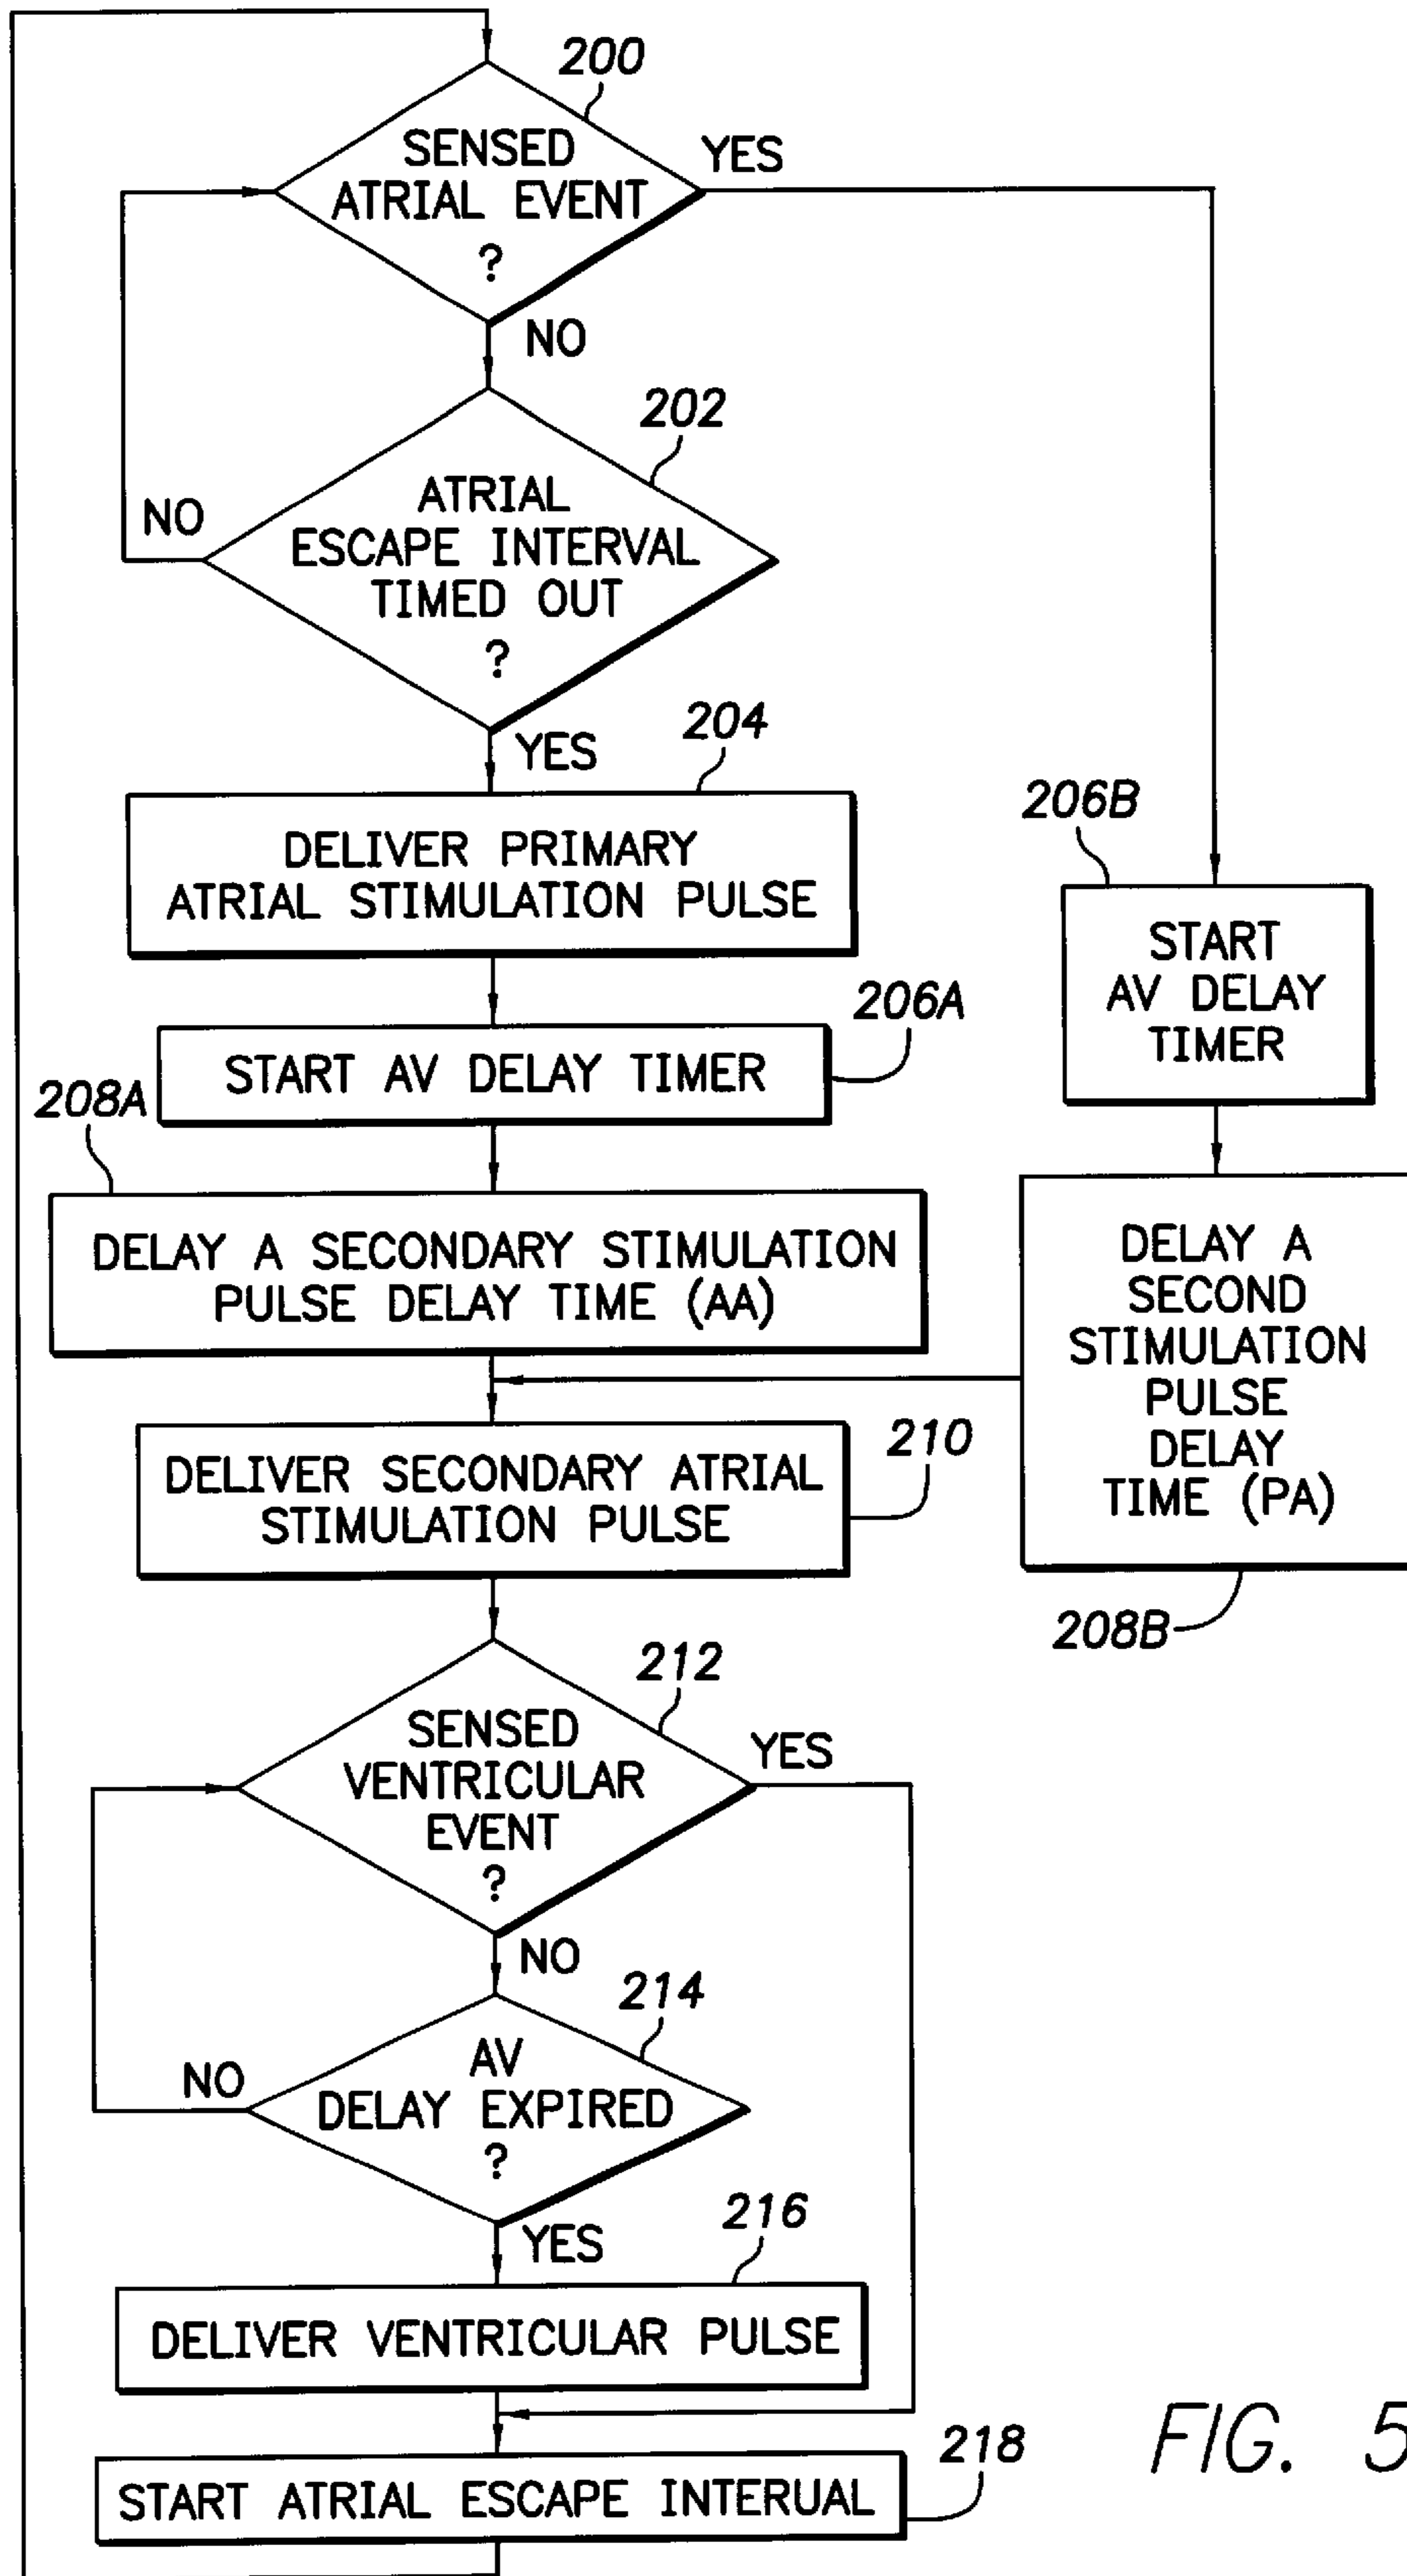 200
SENSED
ATRIAL EVENT
?
YES
NO
202
ATRIAL
ESCAPE INTERVAL
TIMED OUT
?
NO
YES
204
DELIVER PRIMARY
ATRIAL STIMULATION PULSE
206B
START
AV DELAY
TIMER
206A
START AV DELAY TIMER
208A
DELAY A SECONDARY STIMULATION
PULSE DELAY TIME (AA)
DELAY A
SECOND
STIMULATION
PULSE
DELAY
TIME (PA)
208B
210
DELIVER SECONDARY ATRIAL
STIMULATION PULSE
212
SENSED
VENTRICULAR
EVENT
?
YES
NO
214
AV
DELAY EXPIRED
?
NO
YES
216
DELIVER VENTRICULAR PULSE
218
START ATRIAL ESCAPE INTERUAL
FIG. 5